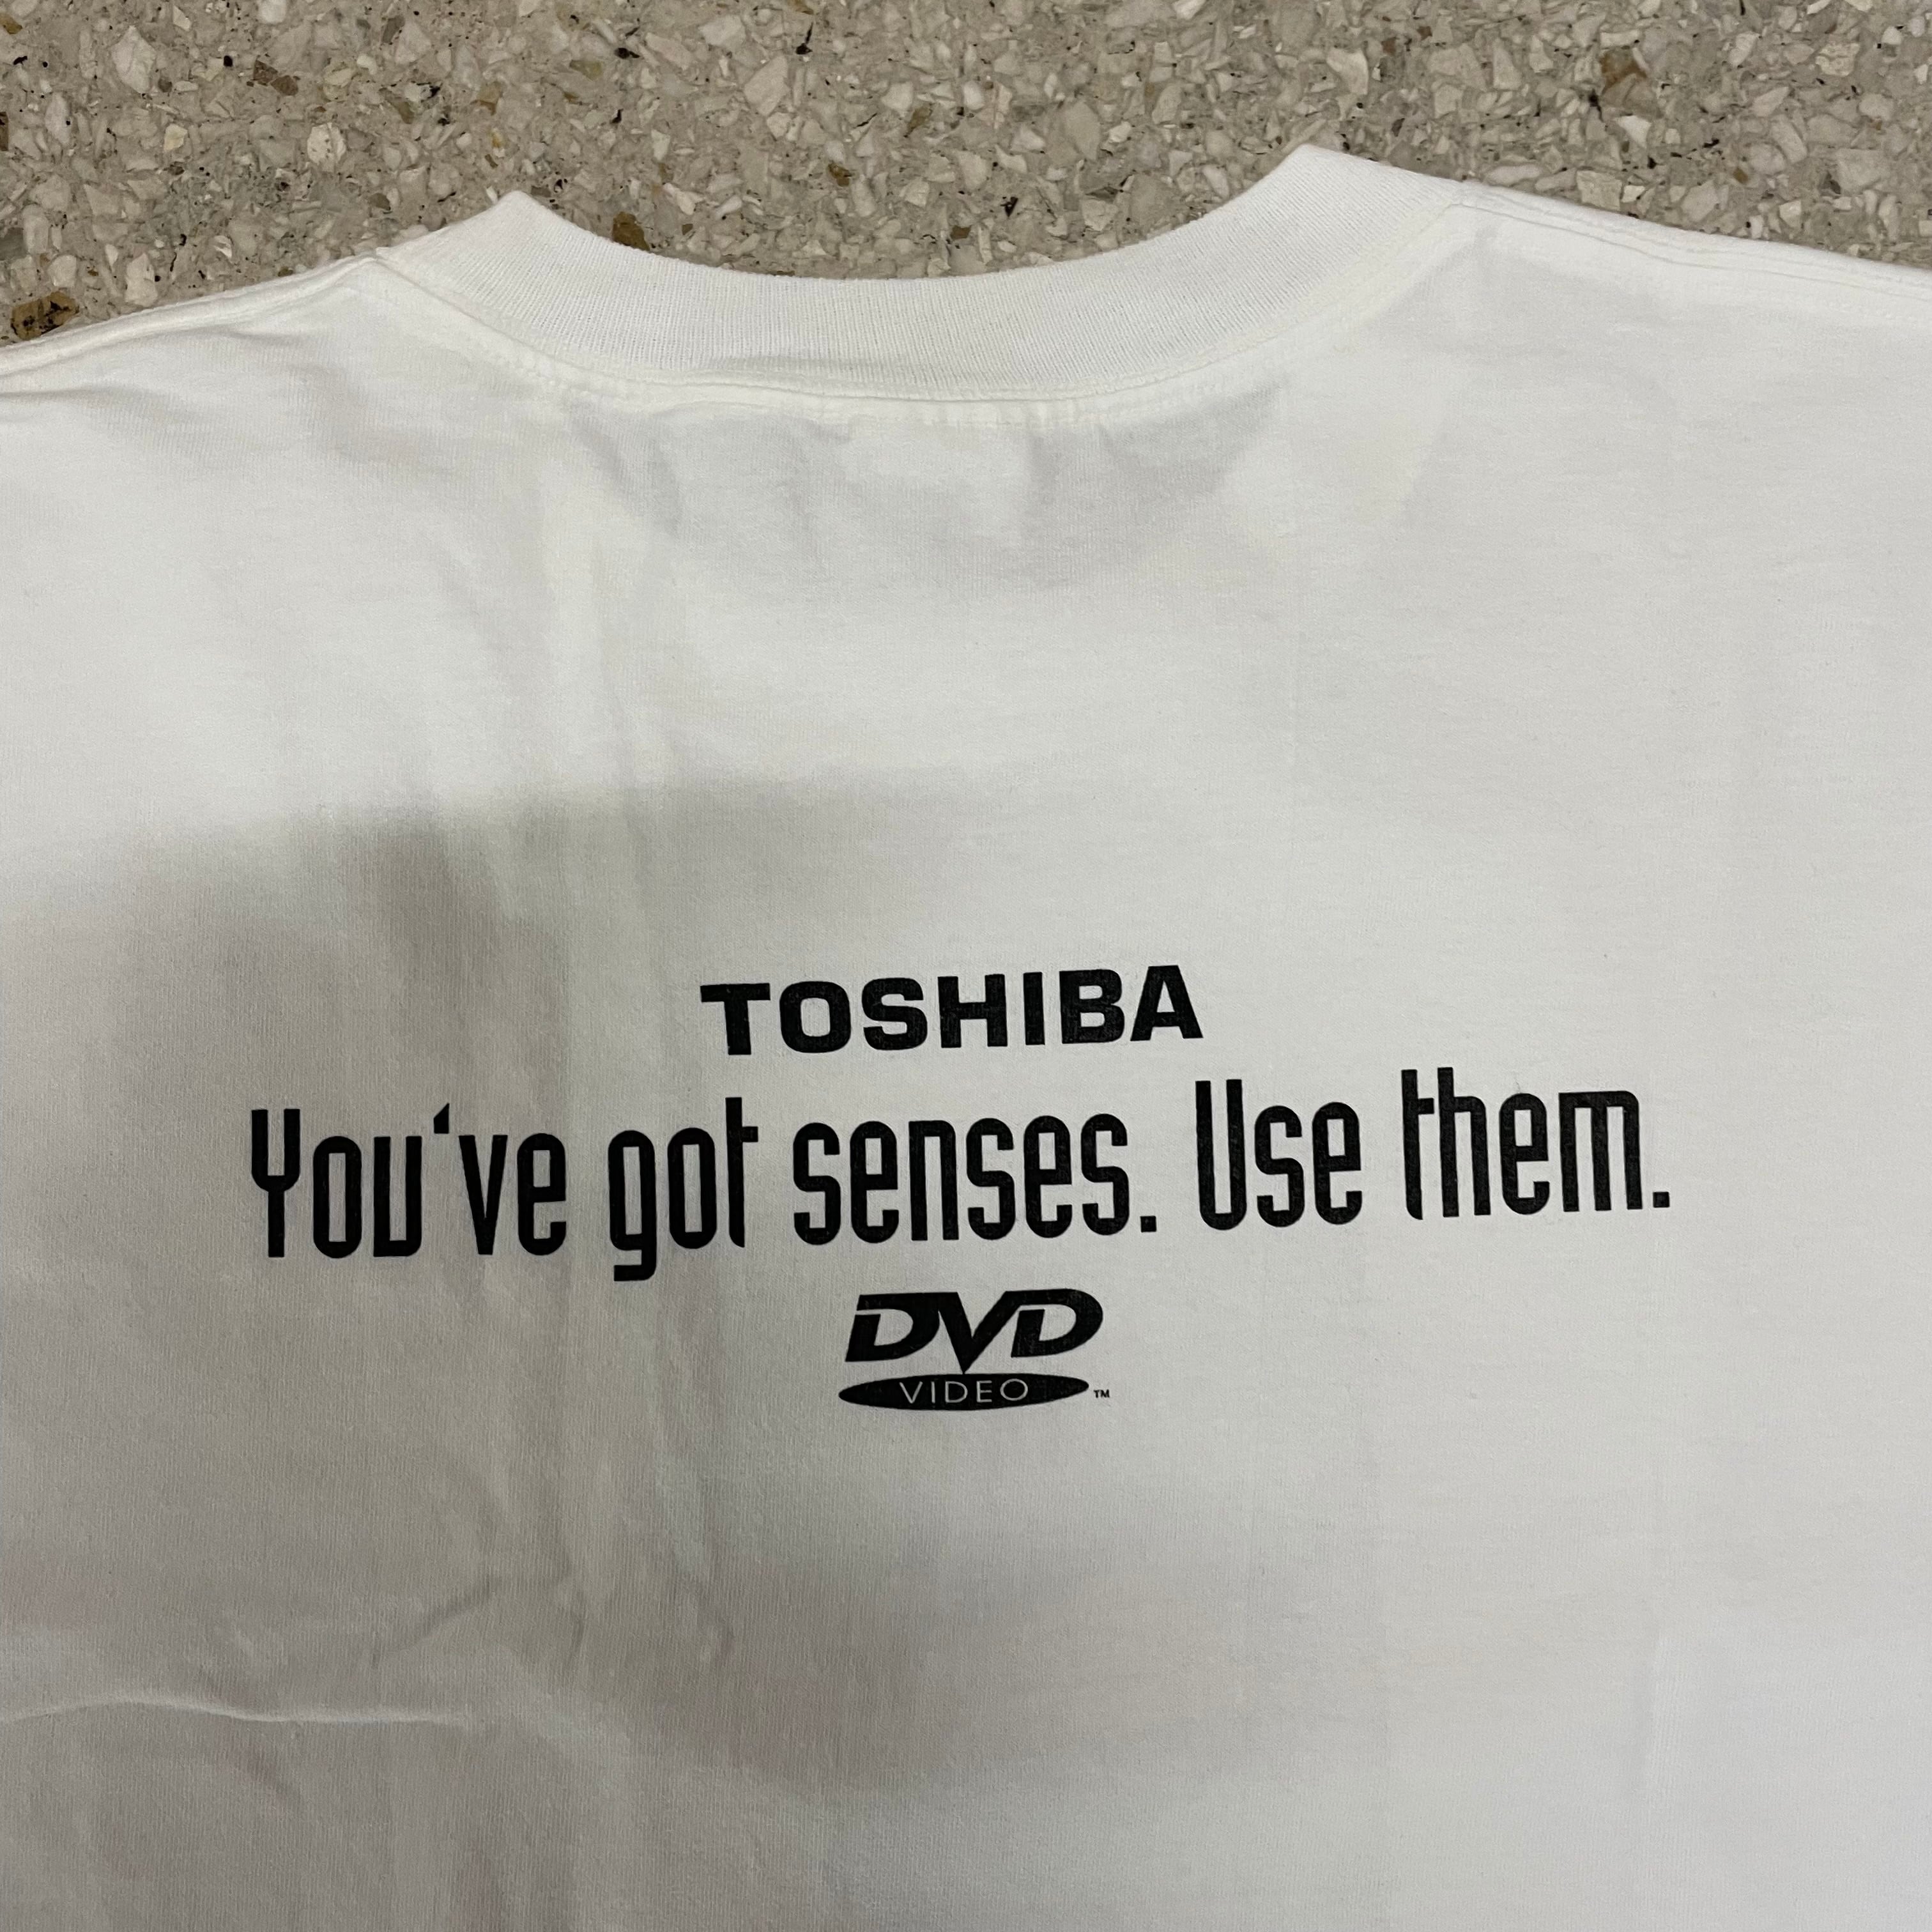 TOSHIBA
You've got senses. Use them.
DVD
VIDEO ™